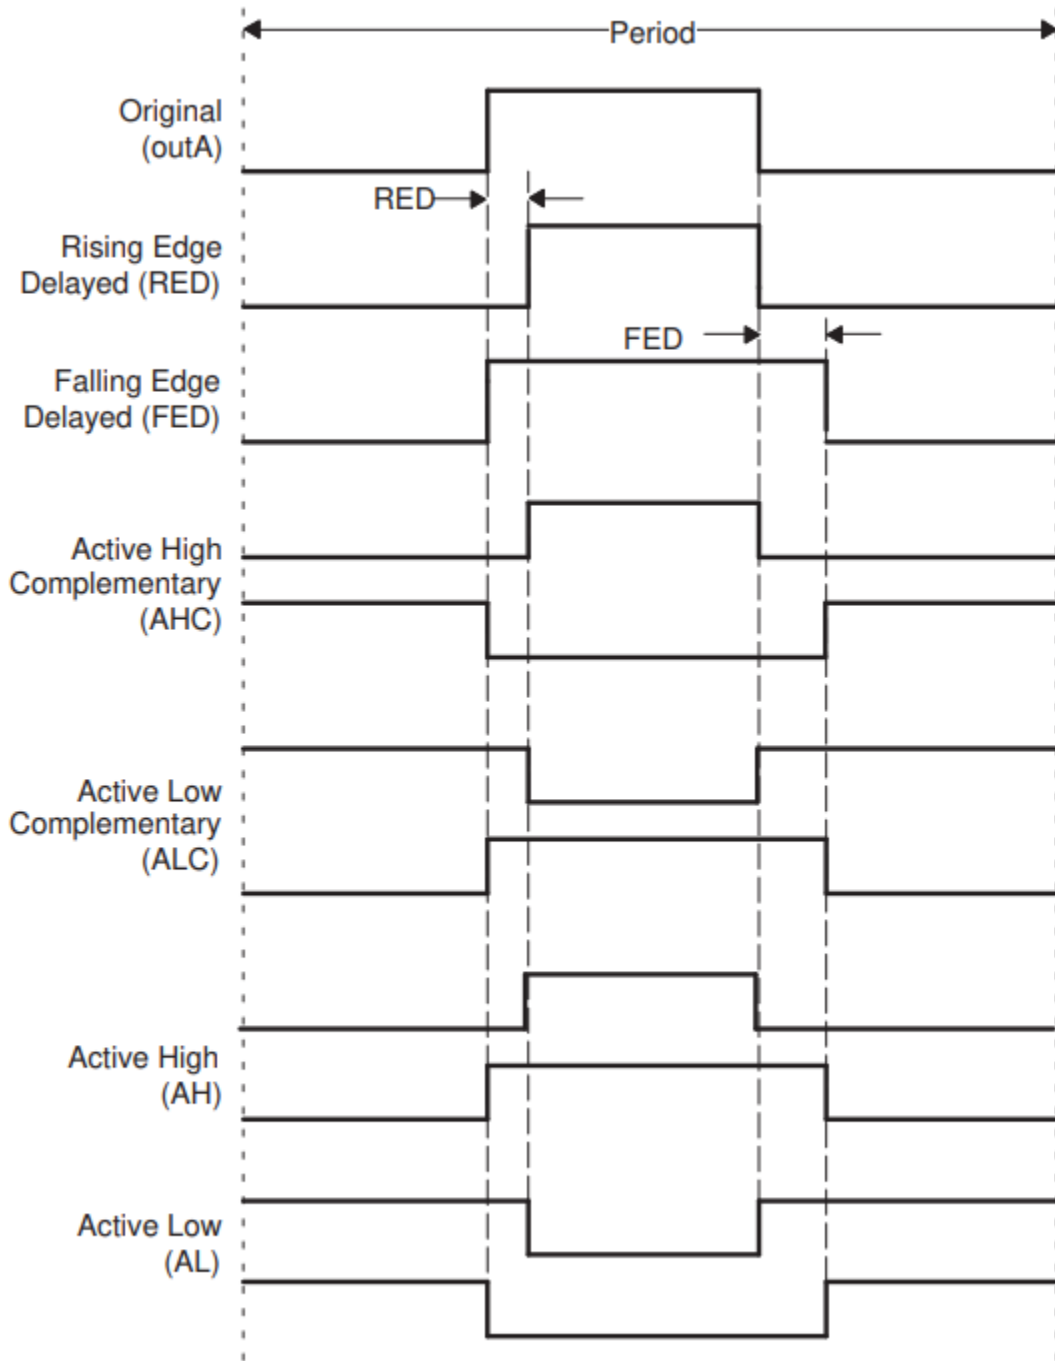 Period
Original
(outA)
RED
Rising Edge
Delayed (RED)
FED
Falling Edge
Delayed (FED)
Active High
Complementary
(AHC)
Active Low
Complementary
(ALC)
Active High
(AH)
Active Low
(AL)